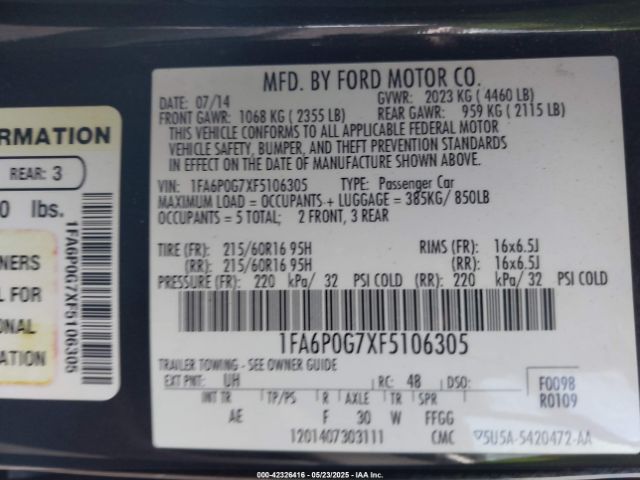 RMATION
REAR: 3
0 lbs.
NERS
L FOR
ONAL
ATION
1FA6P0G7XF5106305
MFD. BY FORD MOTOR CO.
DATE: 07/14 GVWR: 2023 KG ( 4460 LB)
FRONT GAWR: 1068 KG ( 2355 LB) REAR GAWR: 959 KG ( 2115 LB)
THIS VEHICLE CONFORMS TO ALL APPLICABLE FEDERAL MOTOR
VEHICLE SAFETY, BUMPER, AND THEFT PREVENTION STANDARDS
IN EFFECT ON THE DATE OF MANUFACTURE SHOWN ABOVE.
VIN: 1FA6P0G7XF5106305 TYPE: Passenger Car
MAXIMUM LOAD = OCCUPANTS + LUGGAGE = 385KG/ 850LB
OCCUPANTS = 5 TOTAL; 2 FRONT, 3 REAR
TIRE (FR): 215/60R16 95H RIMS (FR): 16x6.5J
(RR): 215/60R16 95H (RR): 16x6.5J
PRESSURE (FR): 220 kPa/ 32 PSI COLD (RR): 220 kPa/ 32 PSI COLD
1FA6P0G7XF5106305
TRAILER TOWING - SEE OWNER GUIDE
EXT PNT: UH RC: 48 DSO: F0098
R0109
INT TR TP/PS R AXLE TR SPR
AE F 30 W FFGG
1201407303111 CMC 5U5A-5420472-AA
000-42326416 - 05/23/2025 - IAA Inc.